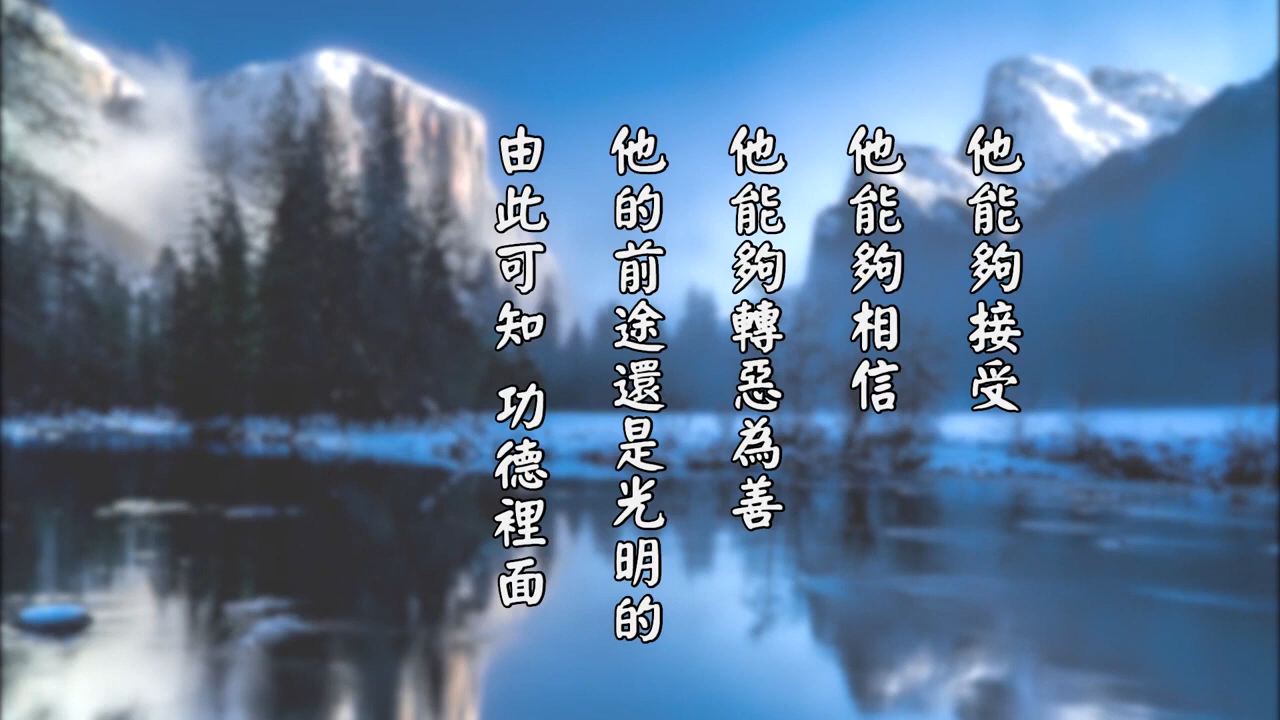 他能夠接受
他能夠相信
他能夠轉惡為善
他的前途還是光明的
由此可知 功德裡面